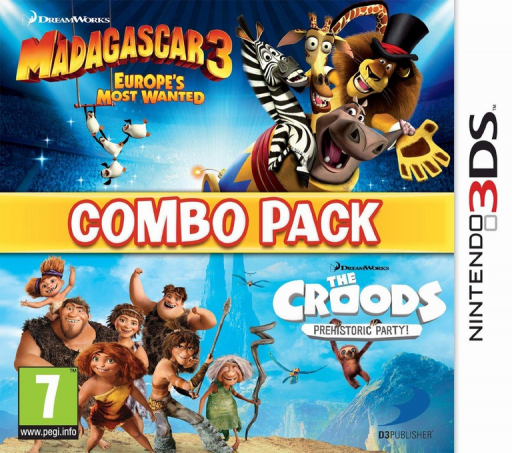 DREAMWORKS
MADAGASCAR 3
EUROPE'S
MOST WANTED
COMBO PACK
DREAMWORKS
THE
CROODS
PREHISTORIC PARTY!
7
www.pegi.info
D3PUBLISHER
NINTENDO 3DS
TM